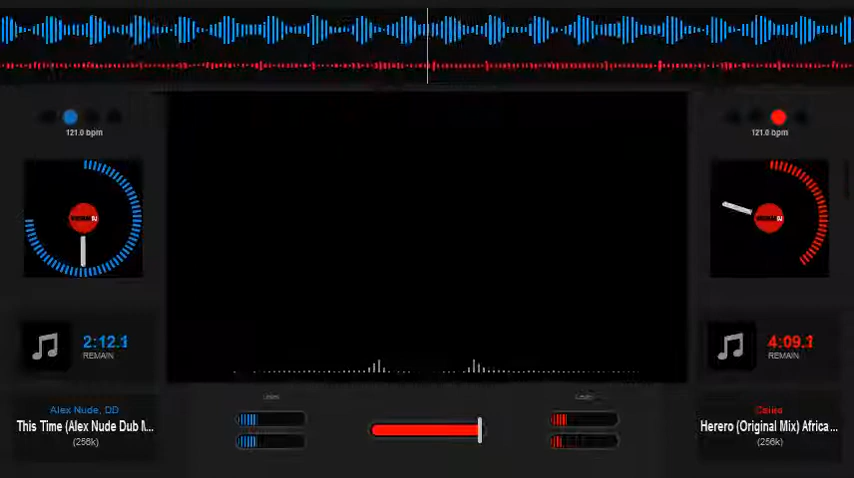 121.0 bpm
121.0 bpm
2:12.1
REMAIN
4:09.1
REMAIN
Alex Nude, DD
This Time (Alex Nude Dub M...
(256k)
Herero (Original Mix) Africa...
(256k)